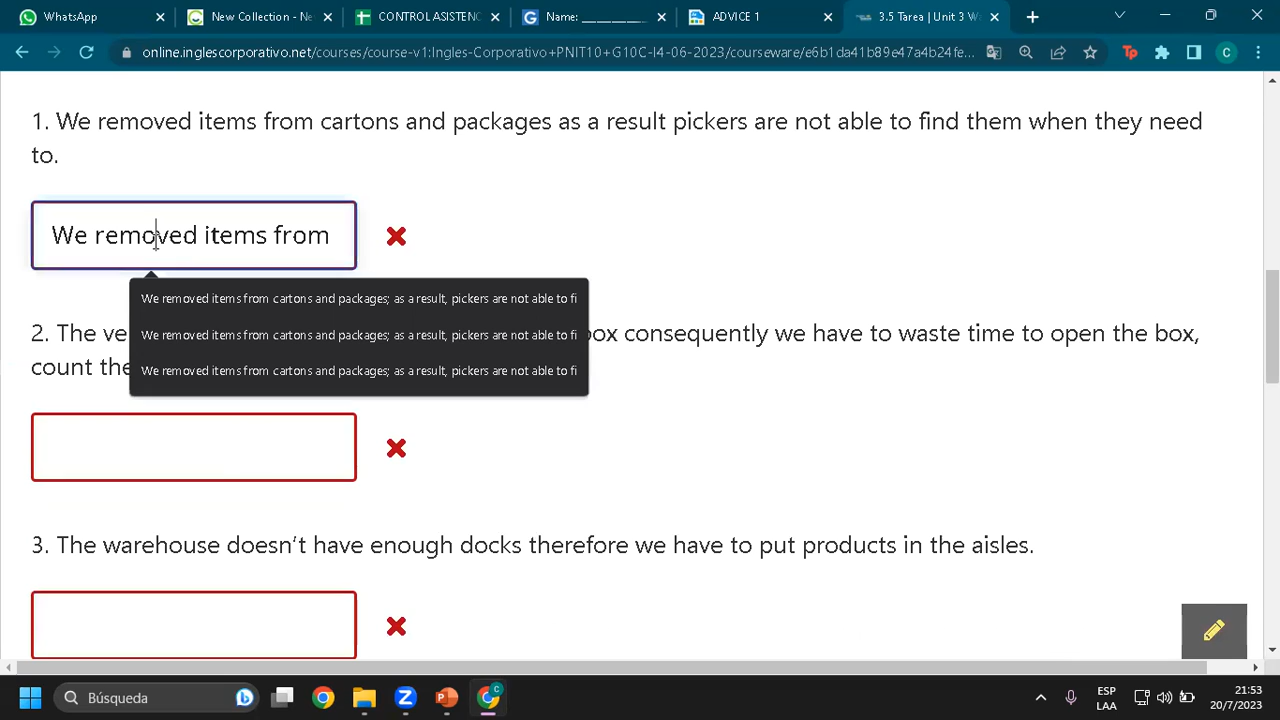 WhatsApp
New Collection - Ne
CONTROL ASISTENC
Name: ____________
ADVICE 1
3.5 Tarea | Unit 3 W
online.inglescorporativo.net/courses/course-v1:Ingles-Corporativo+PNIT10+G10C-I4-06-2023/courseware/e6b1da41b89e47a4b24fe...
C
1. We removed items from cartons and packages as a result pickers are not able to find them when they need
to.
We removed items from
We removed items from cartons and packages; as a result, pickers are not able to fi
We removed items from cartons and packages; as a result, pickers are not able to fi
We removed items from cartons and packages; as a result, pickers are not able to fi
2. The ve box consequently we have to waste time to open the box,
count the
3. The warehouse doesn't have enough docks therefore we have to put products in the aisles.
Búsqueda
ESP
LAA
21:53
20/7/2023